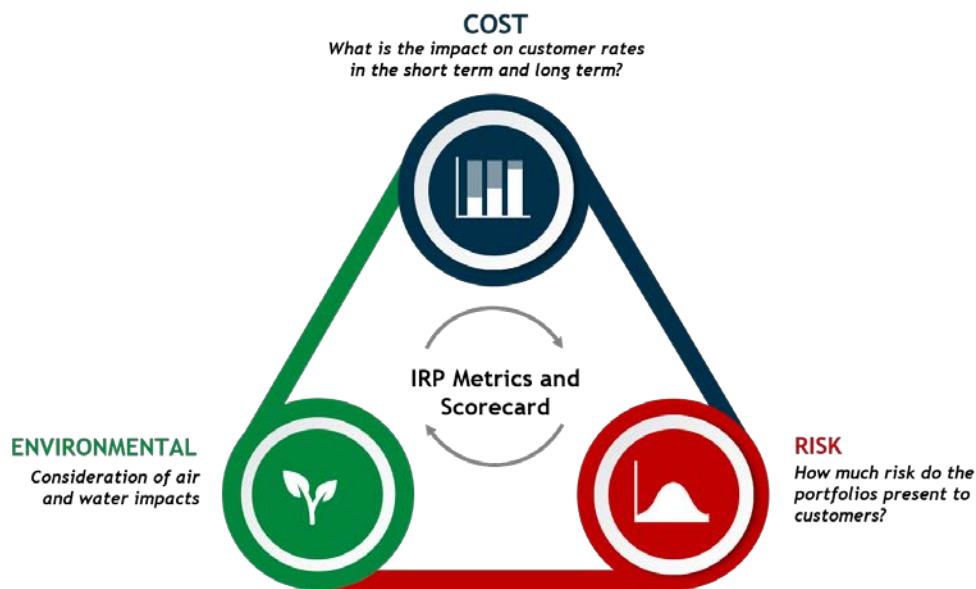 COST
What is the impact on customer rates
in the short term and long term?
IRP Metrics and
Scorecard
ENVIRONMENTAL
Consideration of air
and water impacts
RISK
How much risk do the
portfolios present to
customers?